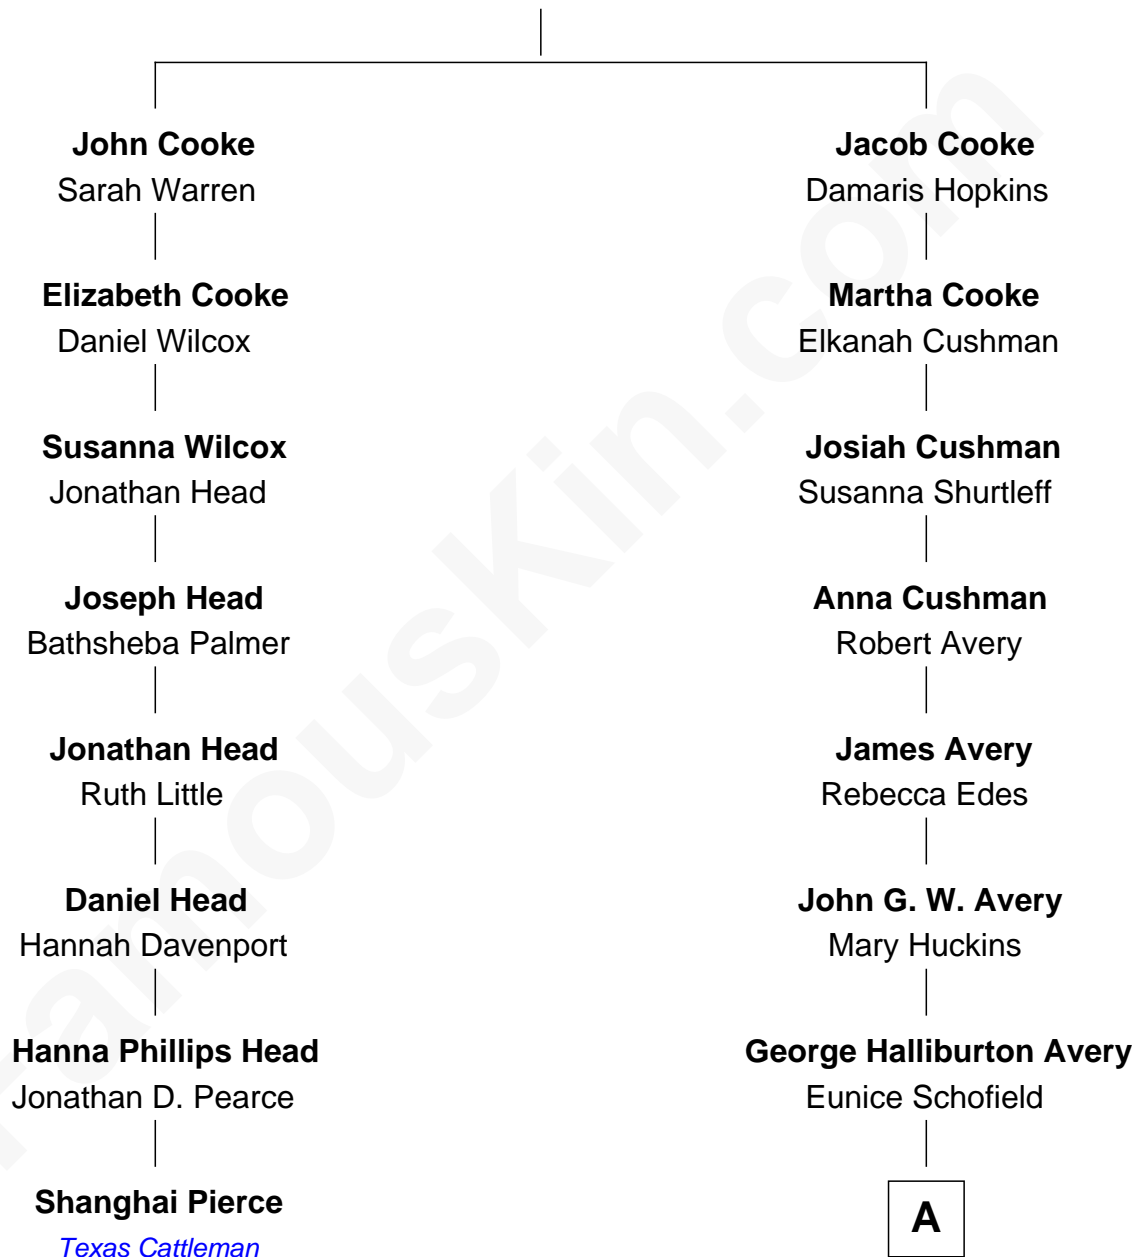 John Cooke
Sarah Warren
Elizabeth Cooke
Daniel Wilcox
Susanna Wilcox
Jonathan Head
Joseph Head
Bathsheba Palmer
Jonathan Head
Ruth Little
Daniel Head
Hannah Davenport
Hanna Phillips Head
Jonathan D. Pearce
Shanghai Pierce
Texas Cattleman
Jacob Cooke
Damaris Hopkins
Martha Cooke
Elkanah Cushman
Josiah Cushman
Susanna Shurtleff
Anna Cushman
Robert Avery
James Avery
Rebecca Edes
John G. W. Avery
Mary Huckins
George Halliburton Avery
Eunice Schofield
A
FamousKin.com